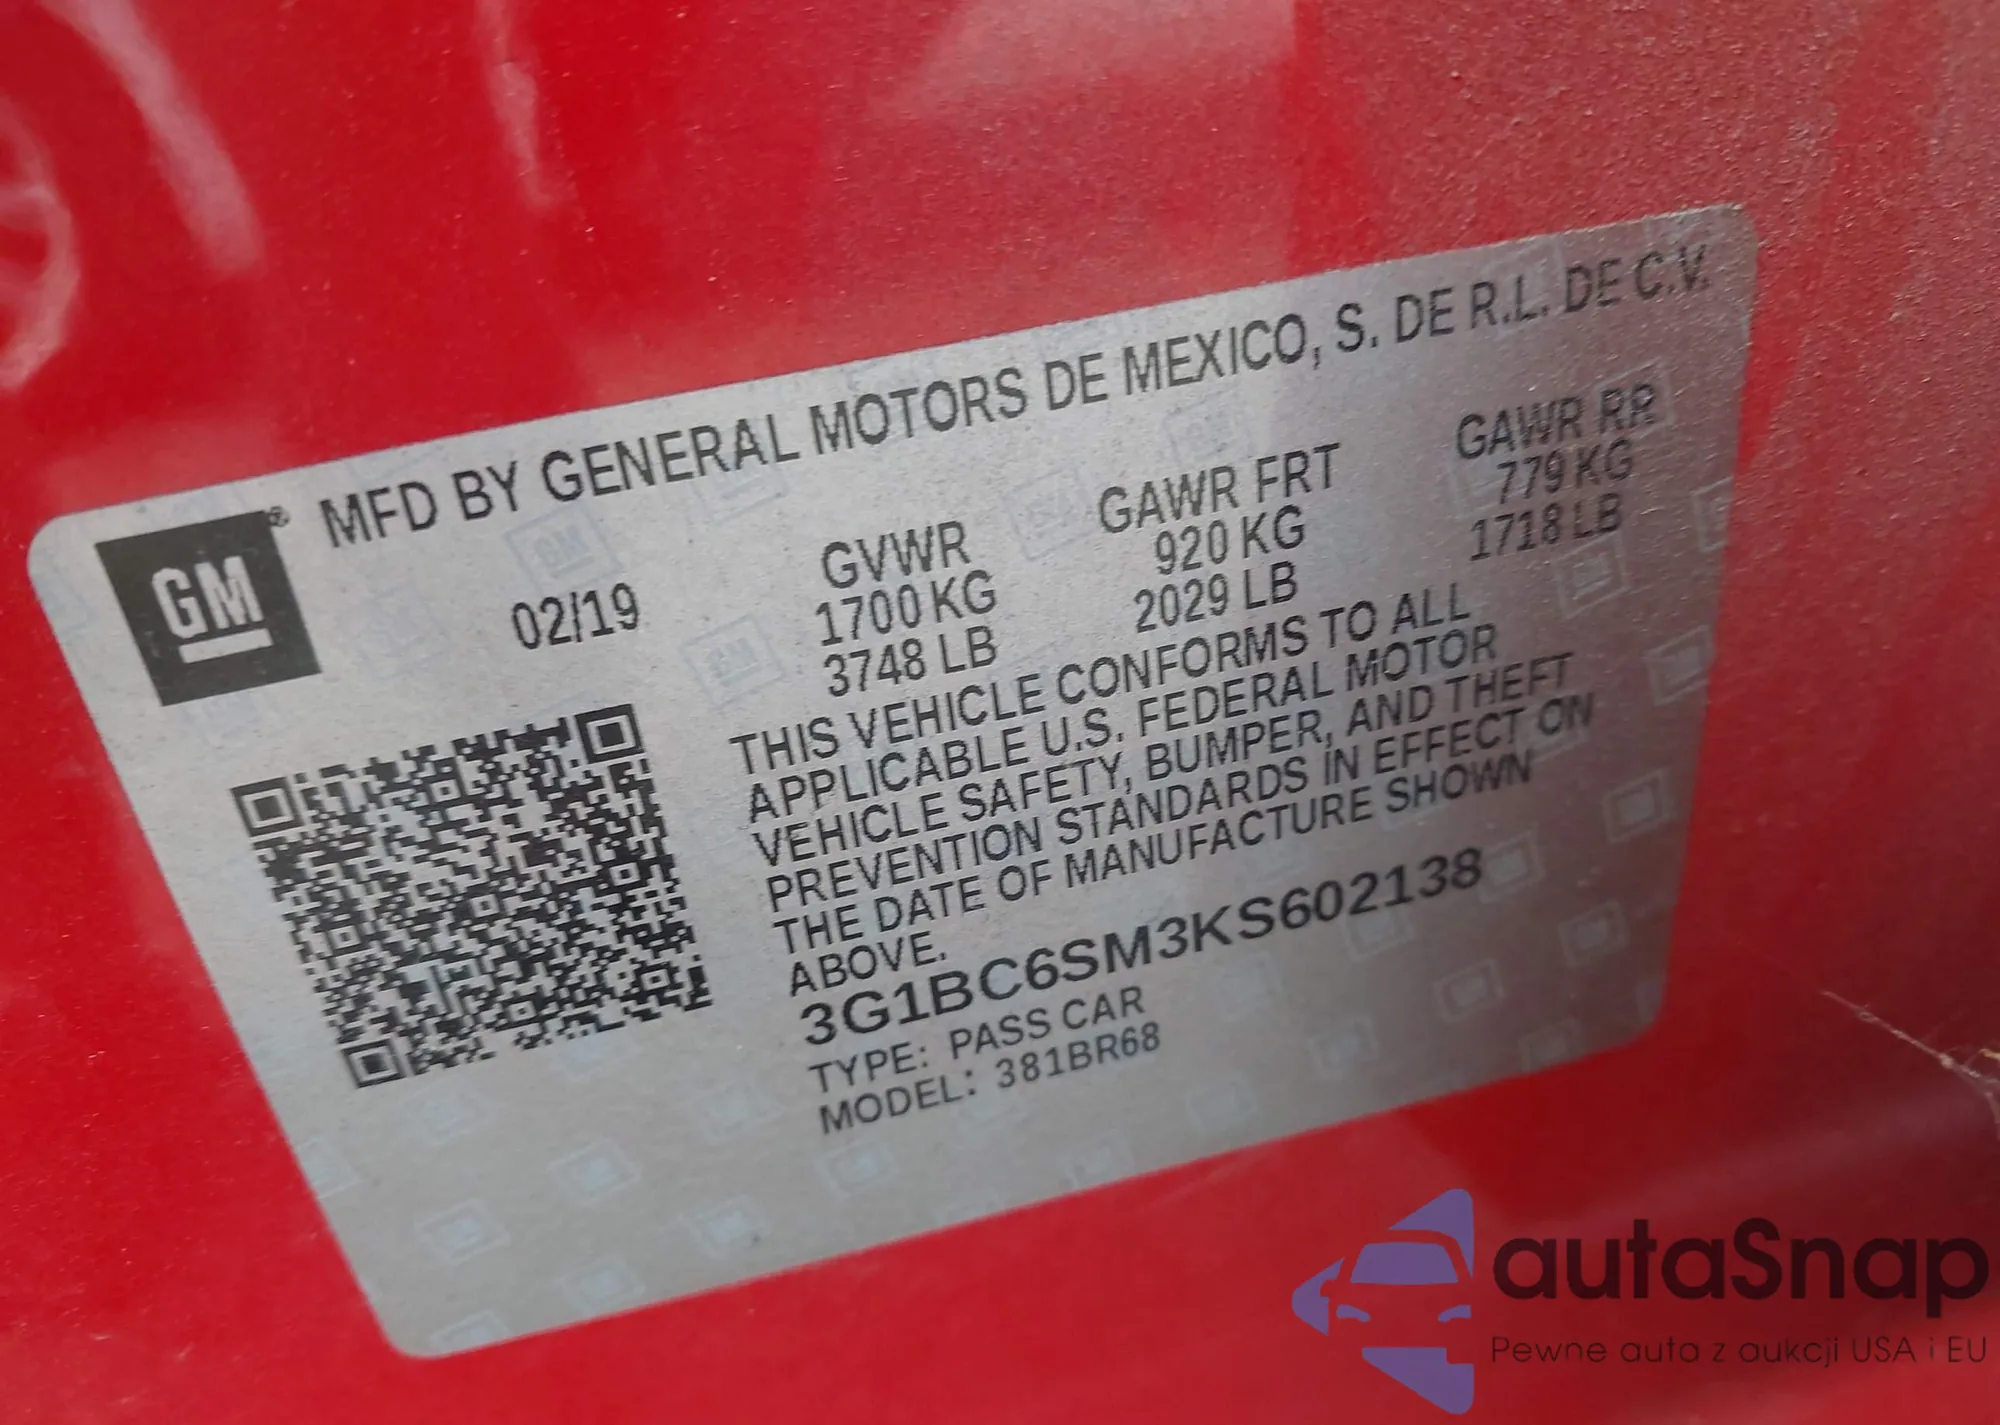 GM®
MFD BY GENERAL MOTORS DE MEXICO, S. DE R.L. DE C.V.
02/19
GVWR
1700 KG
3748 LB
GAWR FRT
920 KG
2029 LB
GAWR RR
779 KG
1718 LB
THIS VEHICLE CONFORMS TO ALL
APPLICABLE U.S. FEDERAL MOTOR
VEHICLE SAFETY, BUMPER, AND THEFT
PREVENTION STANDARDS IN EFFECT ON
THE DATE OF MANUFACTURE SHOWN
ABOVE.
3G1BC6SM3KS602138
TYPE: PASS CAR
MODEL: 381BR68
autaSnap
Pewne auta z aukcji USA i EU